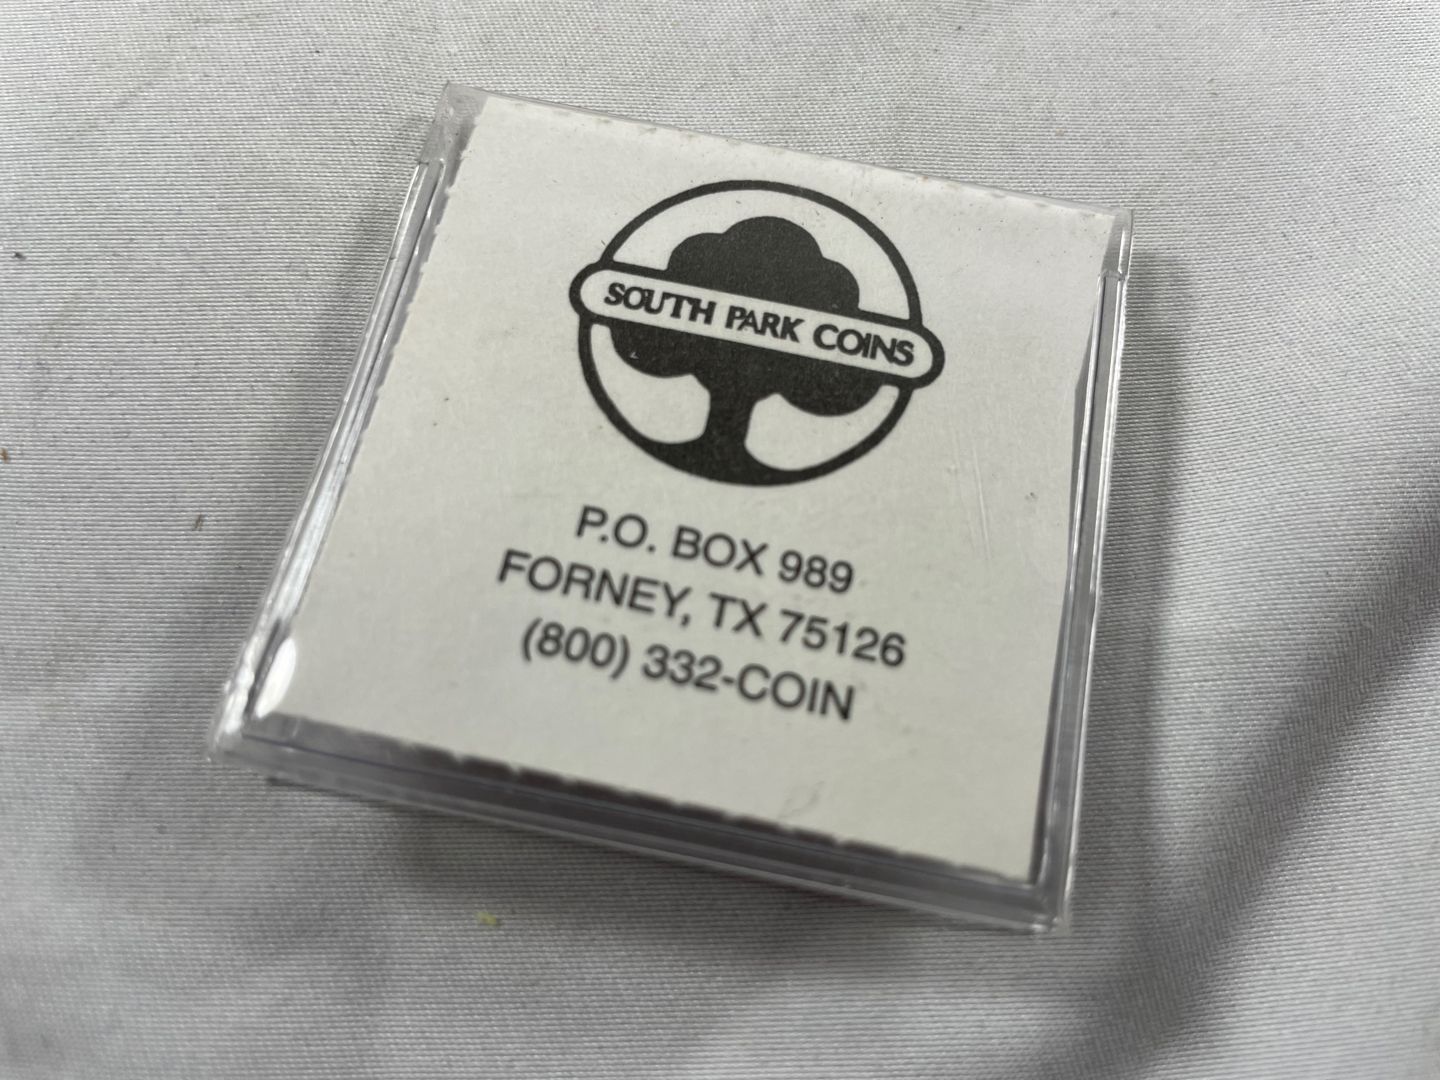 SOUTH PARK COINS
P.O. BOX 989
FORNEY, TX 75126
(800) 332-COIN